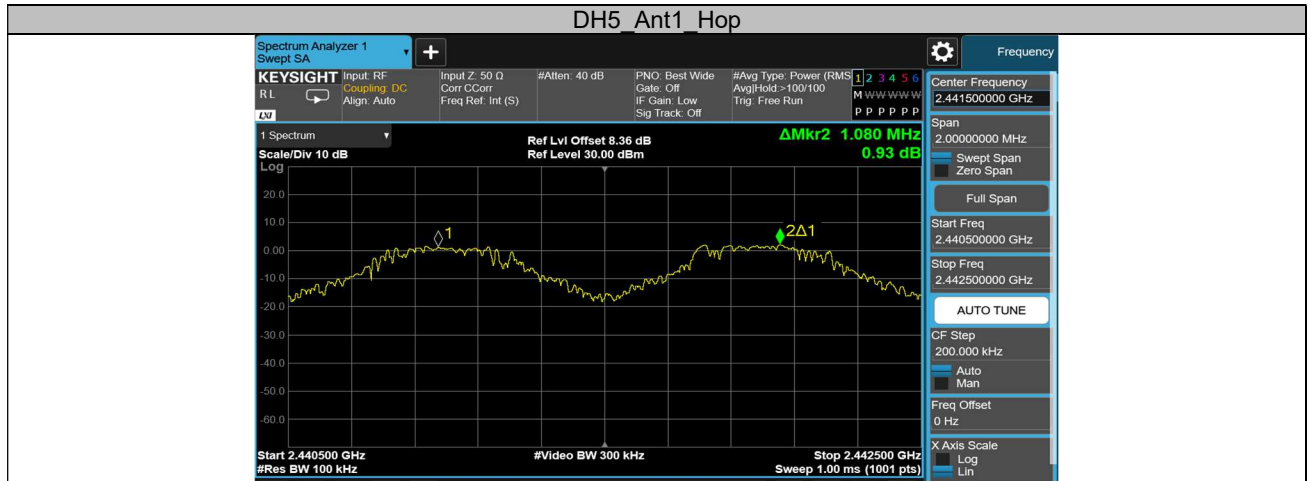 DH5_Ant1_Hop
Spectrum Analyzer 1
Swept SA
+
Frequency
KEYSIGHT
RL
LXI
Input: RF
Coupling: DC
Align: Auto
Input Z: 50 Ω
Corr CCorr
Freq Ref: Int (S)
#Atten: 40 dB
PNO: Best Wide
Gate: Off
IF Gain: Low
Sig Track: Off
#Avg Type: Power (RMS
Avg|Hold:>100/100
Trig: Free Run
1 2 3 4 5 6
M W W W W W
P P P P P P
1 Spectrum
Scale/Div 10 dB
Log
Ref Lvl Offset 8.36 dB
Ref Level 30.00 dBm
ΔMkr2 1.080 MHz
0.93 dB
20.0
10.0
0.00
-10.0
-20.0
-30.0
-40.0
-50.0
-60.0
1
2Δ1
Start 2.440500 GHz
#Res BW 100 kHz
#Video BW 300 kHz
Stop 2.442500 GHz
Sweep 1.00 ms (1001 pts)
Center Frequency
2.441500000 GHz
Span
2.00000000 MHz
Swept Span
Zero Span
Full Span
Start Freq
2.440500000 GHz
Stop Freq
2.442500000 GHz
AUTO TUNE
CF Step
200.000 kHz
Auto
Man
Freq Offset
0 Hz
X Axis Scale
Log
Lin